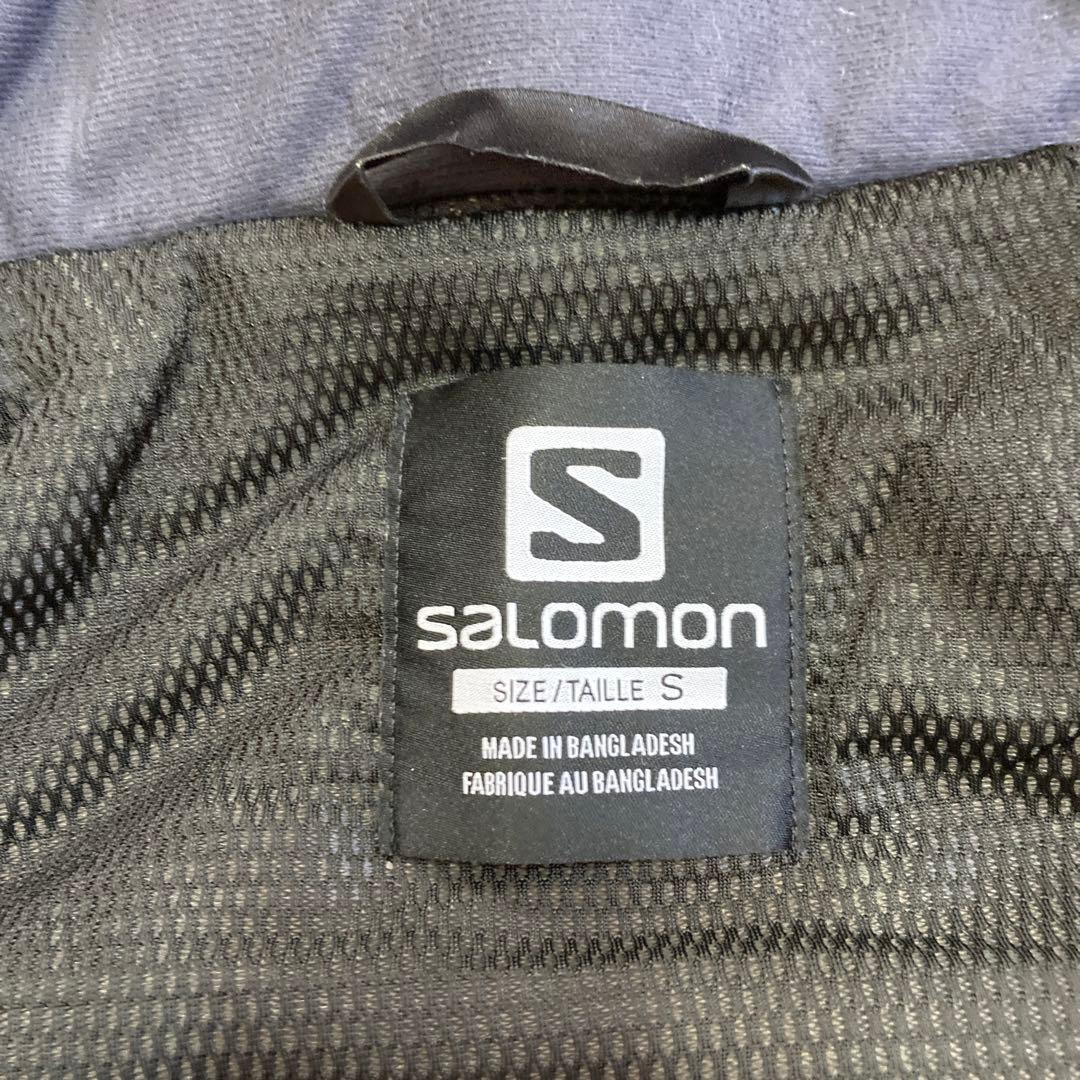 S
salomon
SIZE/TAILLE S
MADE IN BANGLADESH
FABRIQUE AU BANGLADESH